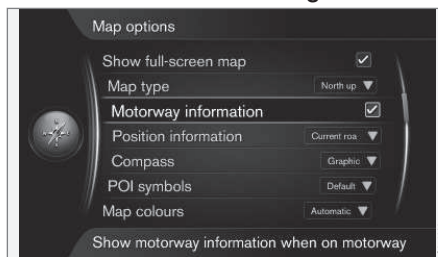 Map options
Show full-screen map
Map type North up
Motorway information
Position information Current roa
Compass Graphic
POI symbols Default
Map colours Automatic
Show motorway information when on motorway